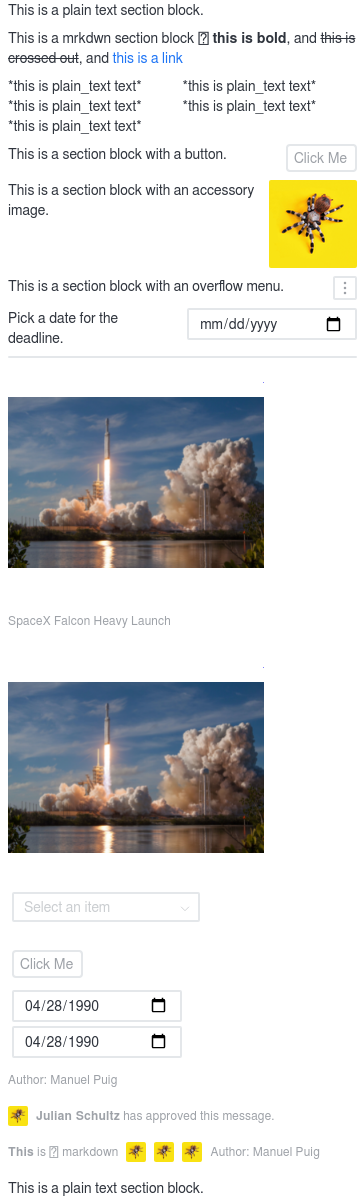 This is a plain text section block.
This is a mrkdwn section block this is bold, and this is
crossed out, and this is a link
*this is plain_text text* *this is plain_text text*
*this is plain_text text* *this is plain_text text*
*this is plain_text text*
This is a section block with a button.
Click Me
This is a section block with an accessory
image.
This is a section block with an overflow menu.
Pick a date for the
deadline.
mm/dd/yyyy
SpaceX Falcon Heavy Launch
Select an item
Click Me
04/28/1990
04/28/1990
Author: Manuel Puig
Julian Schultz has approved this message.
This is markdown Author: Manuel Puig
This is a plain text section block.